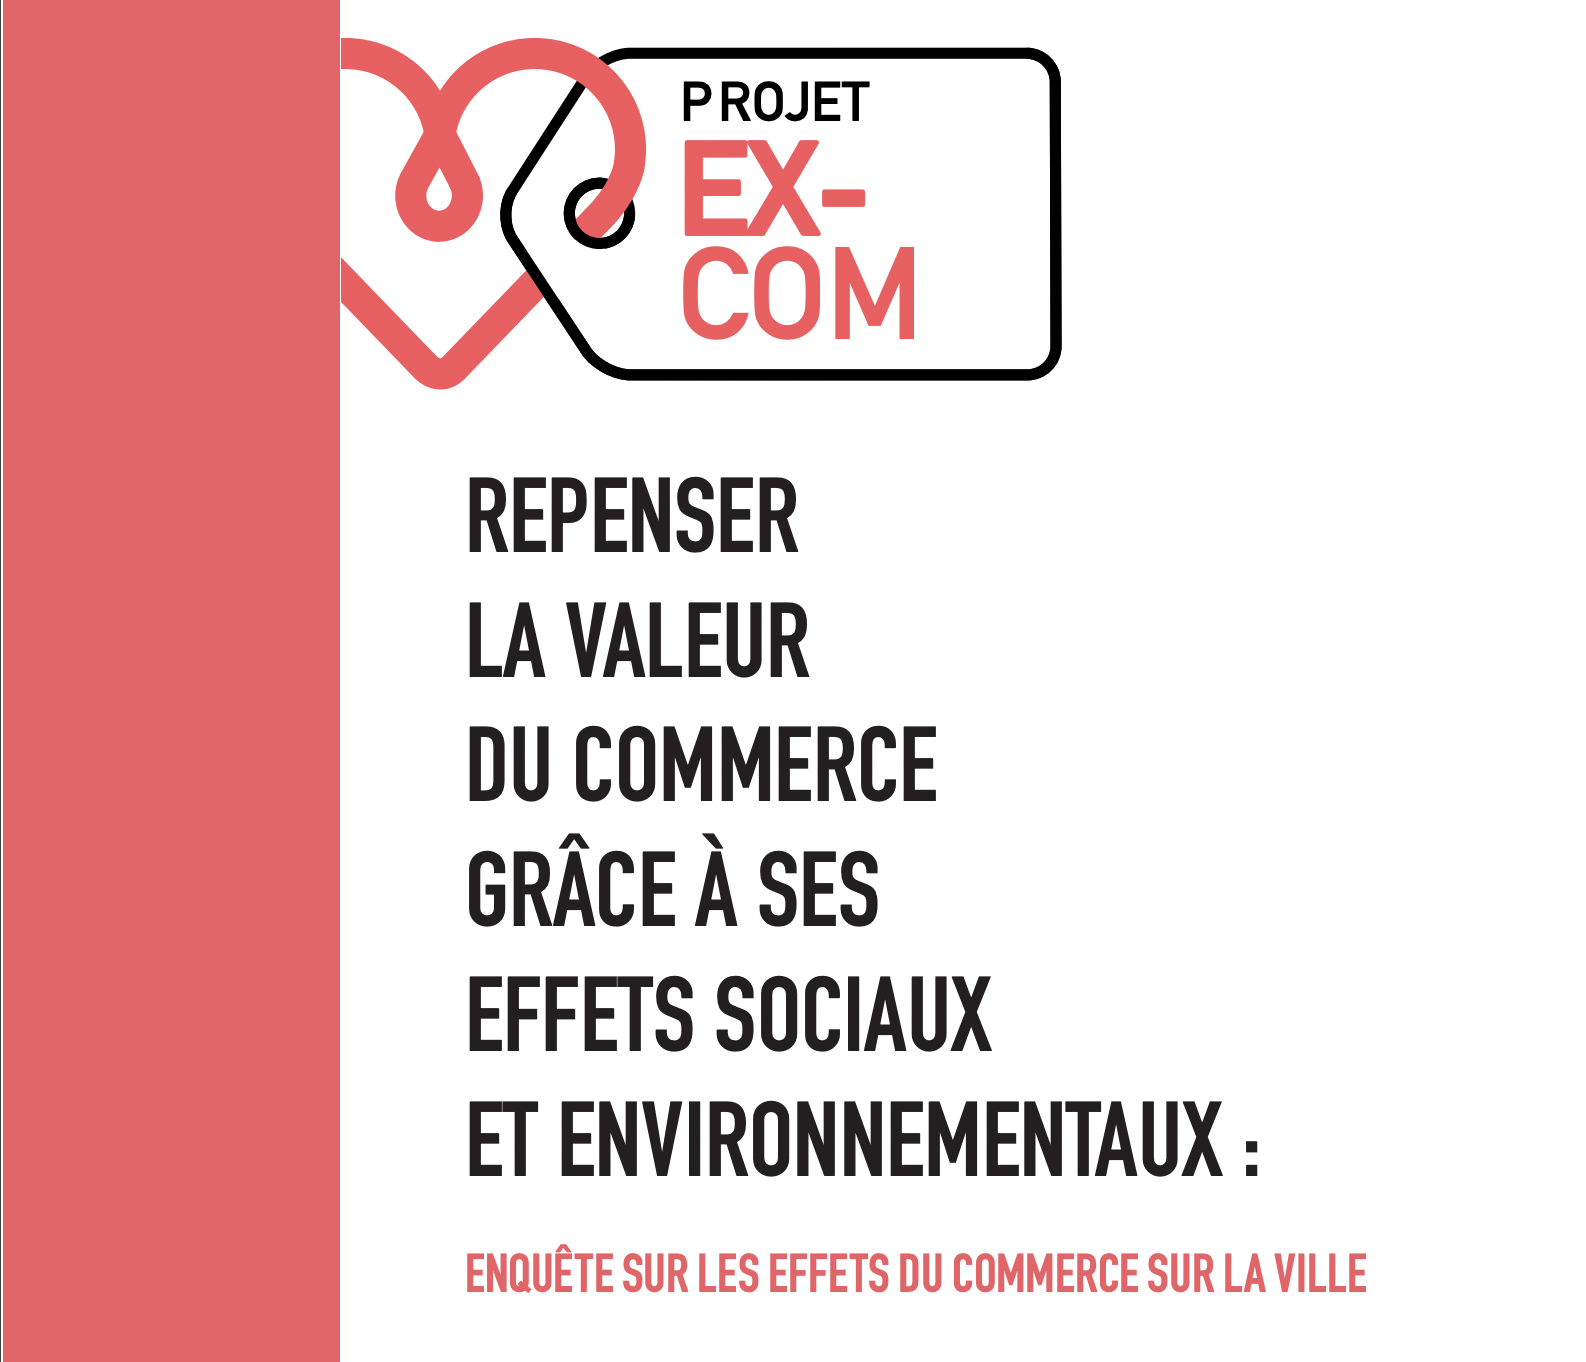 PROJET
EX-
COM
REPENSER
LA VALEUR
DU COMMERCE
GRÂCE À SES
EFFETS SOCIAUX
ET ENVIRONNEMENTAUX :
ENQUÊTE SUR LES EFFETS DU COMMERCE SUR LA VILLE